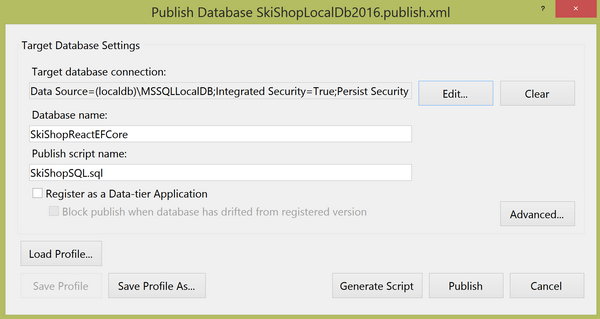 Publish Database SkiShopLocalDb2016.publish.xml
?
×
Target Database Settings
Target database connection:
Data Source=(localdb)\MSSQLLocalDB;Integrated Security=True;Persist Security
Edit...
Clear
Database name:
SkiShopReactEFCore
Publish script name:
SkiShopSQL.sql
Register as a Data-tier Application
Block publish when database has drifted from registered version
Advanced...
Load Profile...
Save Profile
Save Profile As...
Generate Script
Publish
Cancel